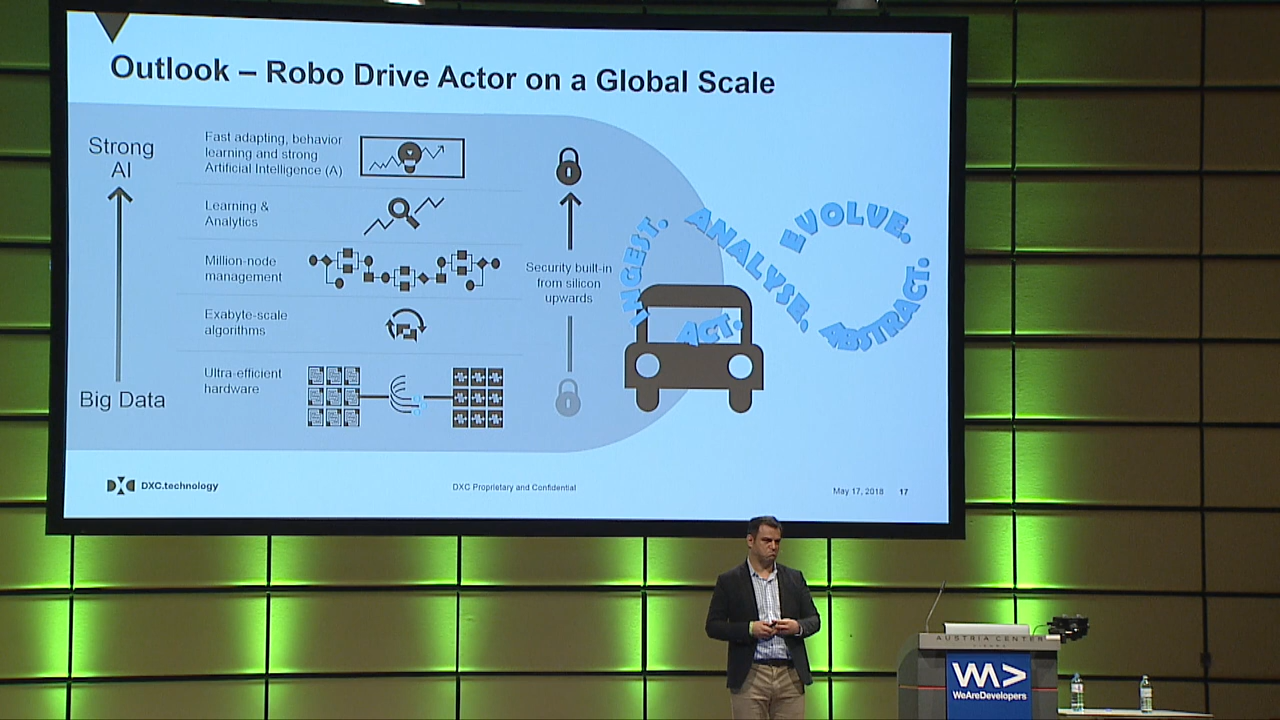 Outlook – Robo Drive Actor on a Global Scale
Strong
AI
Big Data
Fast adapting, behavior
learning and strong
Artificial Intelligence (A)
Learning &
Analytics
Million-node
management
Exabyte-scale
algorithms
Ultra-efficient
hardware
Security built-in
from silicon
upwards
INGEST.
ANALYSE.
ABSTRACT.
EVOLVE.
ACT.
DXC.technology
DXC Proprietary and Confidential
May 17, 2018 17
AUSTRIA CENTER
WeAreDevelopers